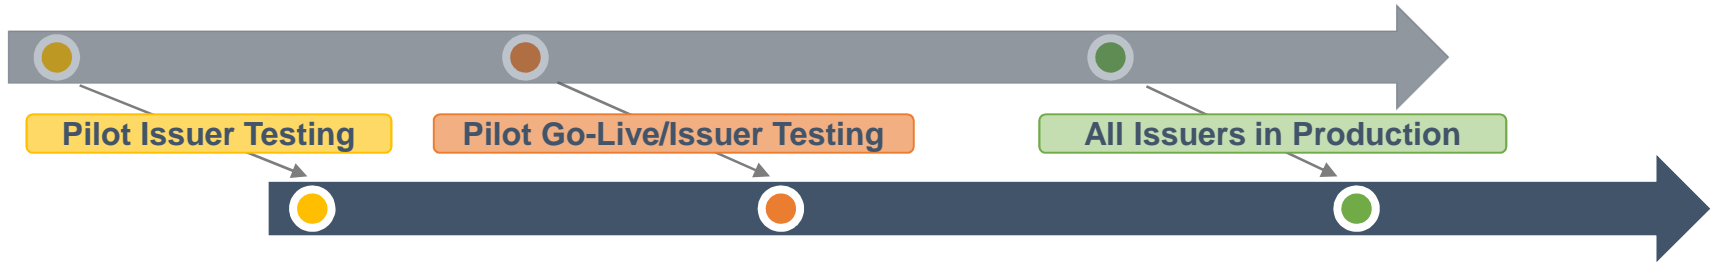 Pilot Issuer Testing
Pilot Go-Live/Issuer Testing
All Issuers in Production